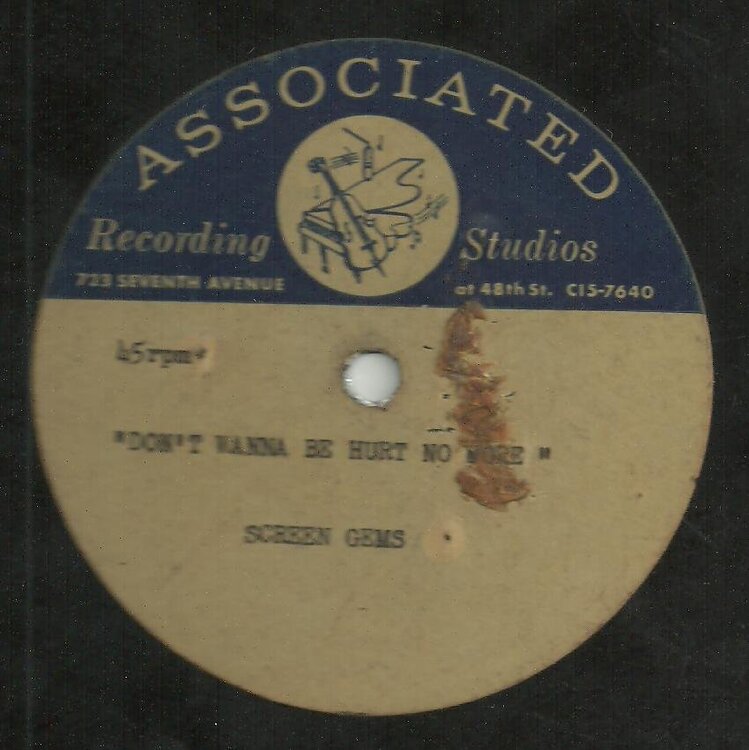 ASSOCIATED
Recording Studios
723 SEVENTH AVENUE at 48th St. CI5-7640
45rpm
"DON'T WANNA BE HURT NO MORE"
SCREEN GEMS